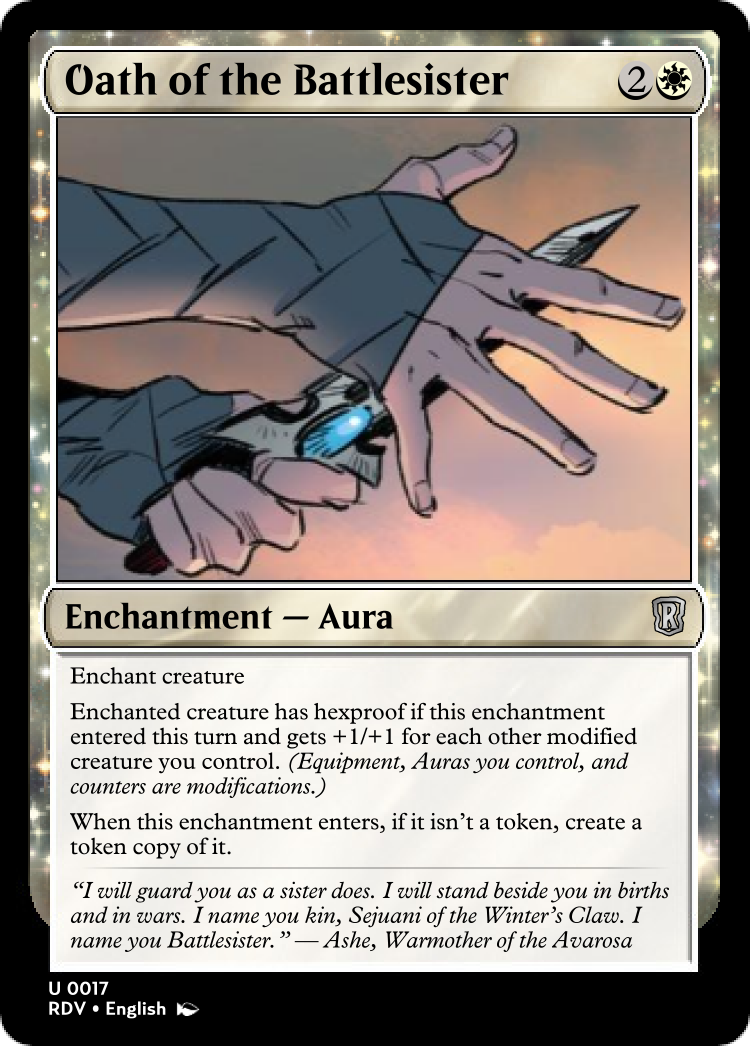 Oath of the Battlesister 2
Enchantment — Aura R
Enchant creature
Enchanted creature has hexproof if this enchantment
entered this turn and gets +1/+1 for each other modified
creature you control. (Equipment, Auras you control, and
counters are modifications.)
When this enchantment enters, if it isn't a token, create a
token copy of it.
“I will guard you as a sister does. I will stand beside you in births
and in wars. I name you kin, Sejuani of the Winter's Claw. I
name you Battlesister.” — Ashe, Warmother of the Avarosa
U 0017
RDV • English